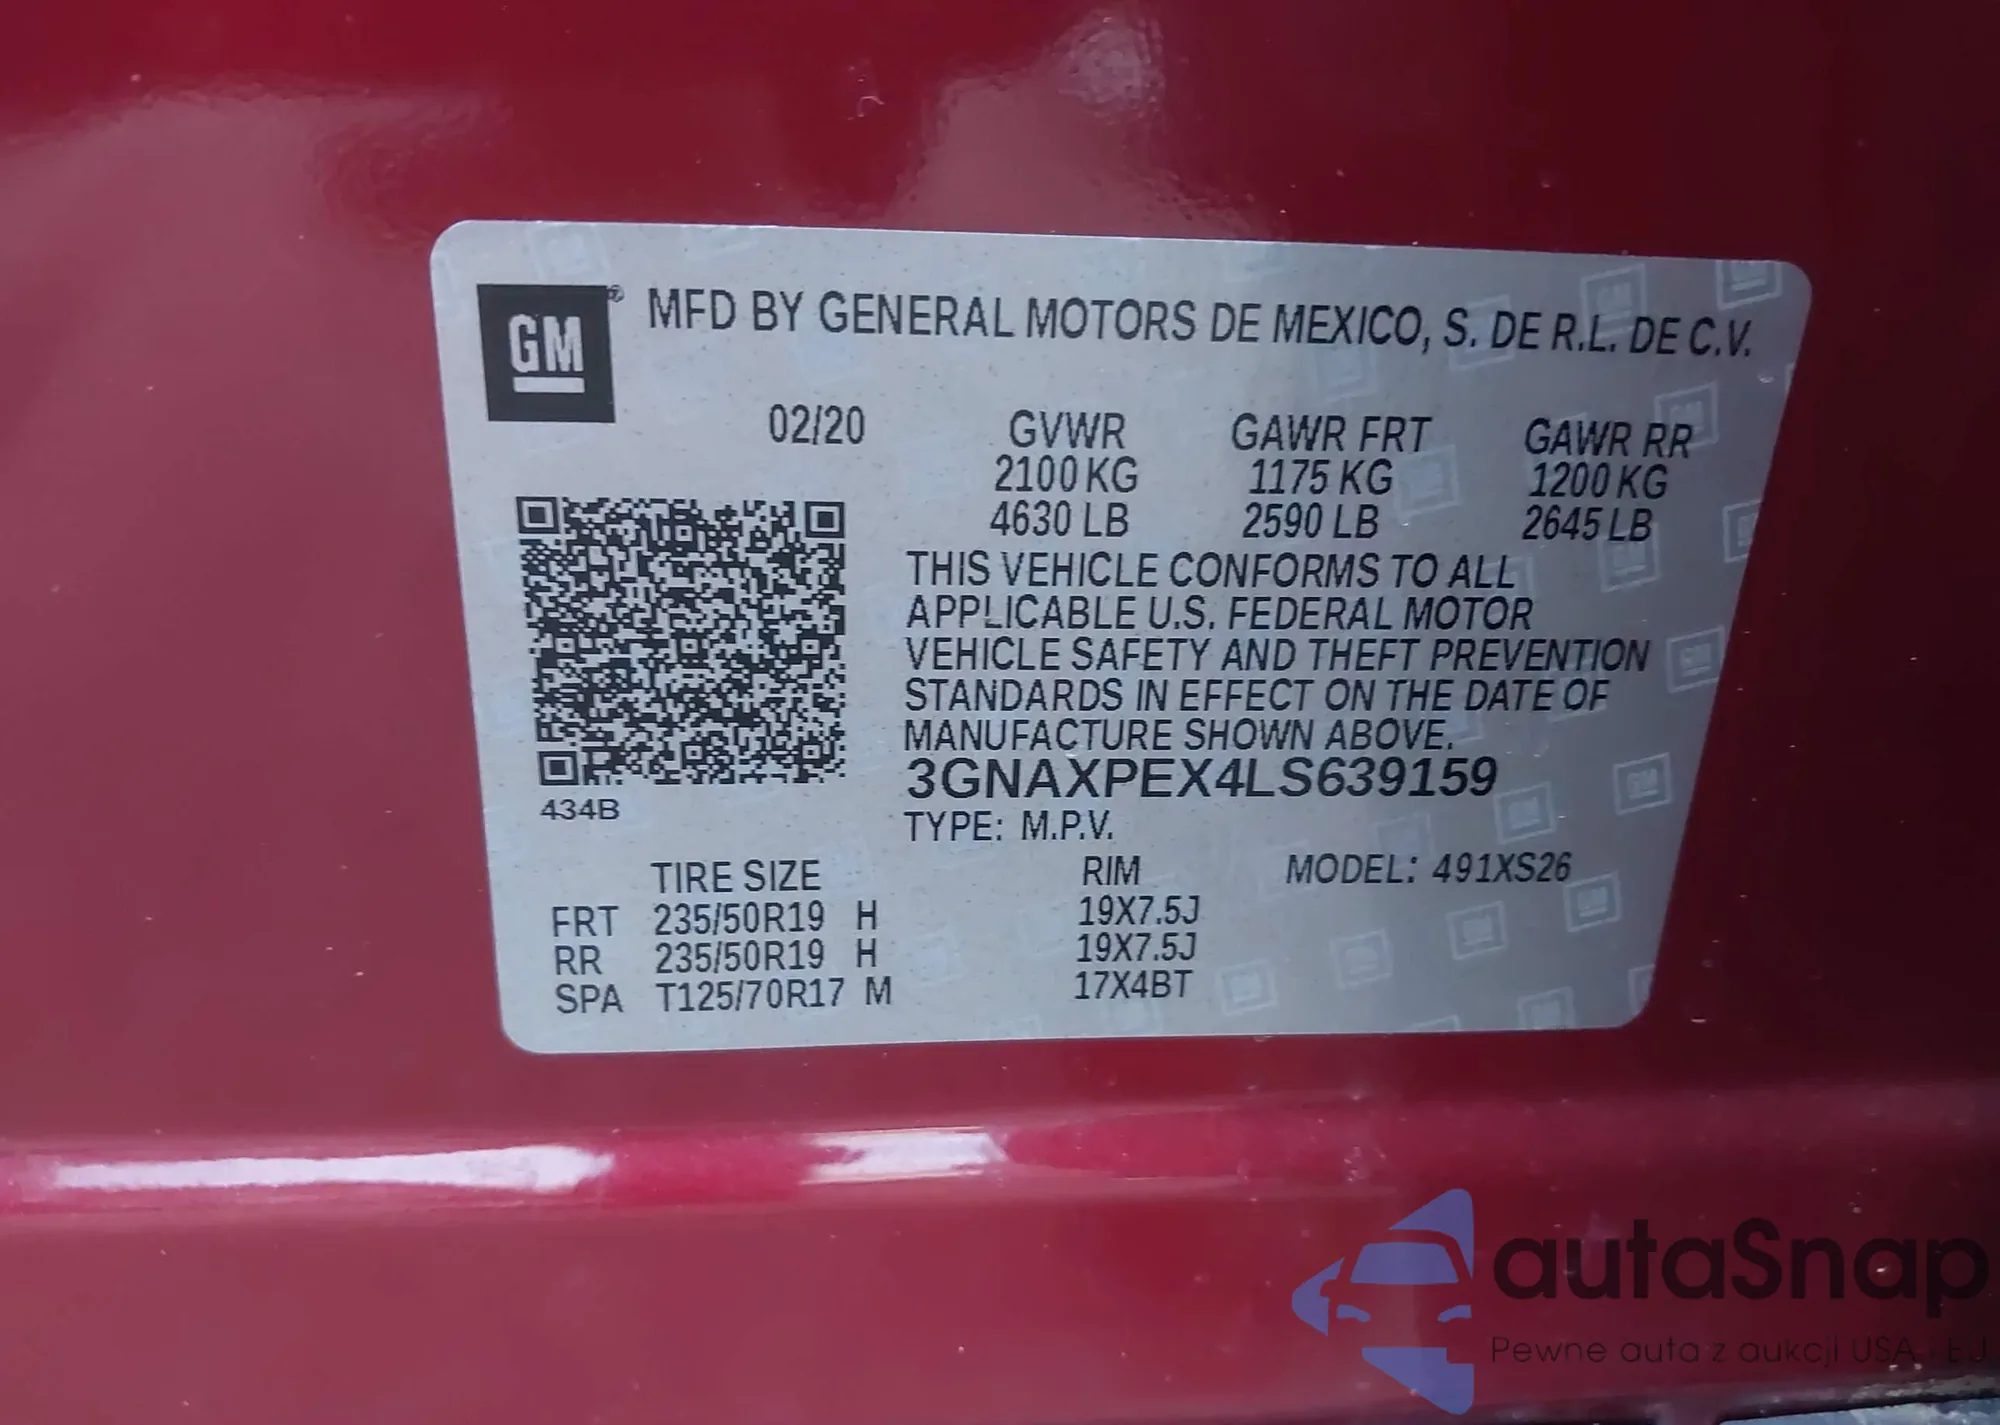 GM ® MFD BY GENERAL MOTORS DE MEXICO, S. DE R.L. DE C.V.
02/20 GVWR GAWR FRT GAWR RR
2100 KG 1175 KG 1200 KG
4630 LB 2590 LB 2645 LB
THIS VEHICLE CONFORMS TO ALL
APPLICABLE U.S. FEDERAL MOTOR
VEHICLE SAFETY AND THEFT PREVENTION
STANDARDS IN EFFECT ON THE DATE OF
MANUFACTURE SHOWN ABOVE.
3GNAXPEX4LS639159
434B
TYPE: M.P.V.
TIRE SIZE RIM MODEL: 491XS26
FRT 235/50R19 H 19X7.5J
RR 235/50R19 H 19X7.5J
SPA T125/70R17 M 17X4BT
autaSnap
Pewne auta z aukcji USA i EU